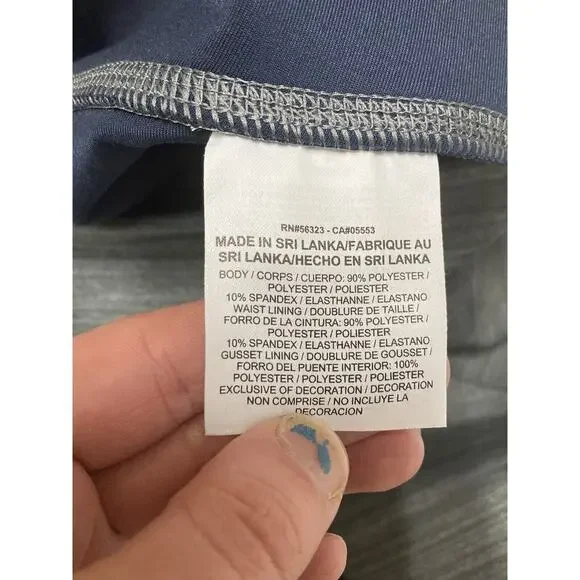 RN#56323 - CA#05553
MADE IN SRI LANKA/FABRIQUE AU
SRI LANKA/HECHO EN SRI LANKA
BODY / CORPS / CUERPO: 90% POLYESTER /
POLYESTER / POLIESTER
10% SPANDEX / ELASTHANNE / ELASTANO
WAIST LINING / DOUBLURE DE TAILLE /
FORRO DE LA CINTURA: 90% POLYESTER /
POLYESTER / POLIESTER
10% SPANDEX / ELASTHANNE / ELASTANO
GUSSET LINING / DOUBLURE DE GOUSSET /
FORRO DEL PUENTE INTERIOR: 100%
POLYESTER / POLYESTER / POLIESTER
EXCLUSIVE OF DECORATION / DECORATION
NON COMPRISE / NO INCLUYE LA
DECORACION